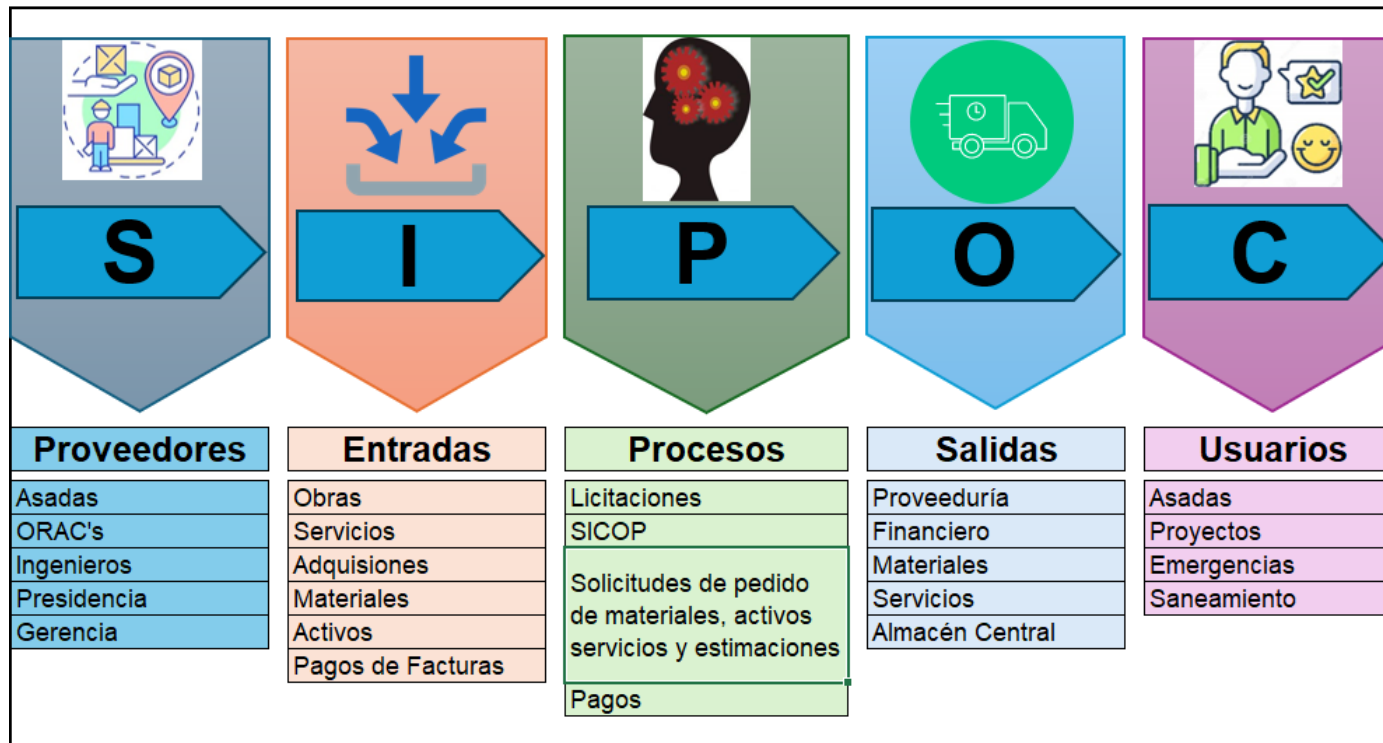 S
I
P
O
C
Proveedores
Asadas
ORAC's
Ingenieros
Presidencia
Gerencia
Entradas
Obras
Servicios
Adquisiones
Materiales
Activos
Pagos de Facturas
Procesos
Licitaciones
SICOP
Solicitudes de pedido
de materiales, activos
servicios y estimaciones
Pagos
Salidas
Proveeduría
Financiero
Materiales
Servicios
Almacén Central
Usuarios
Asadas
Proyectos
Emergencias
Saneamiento